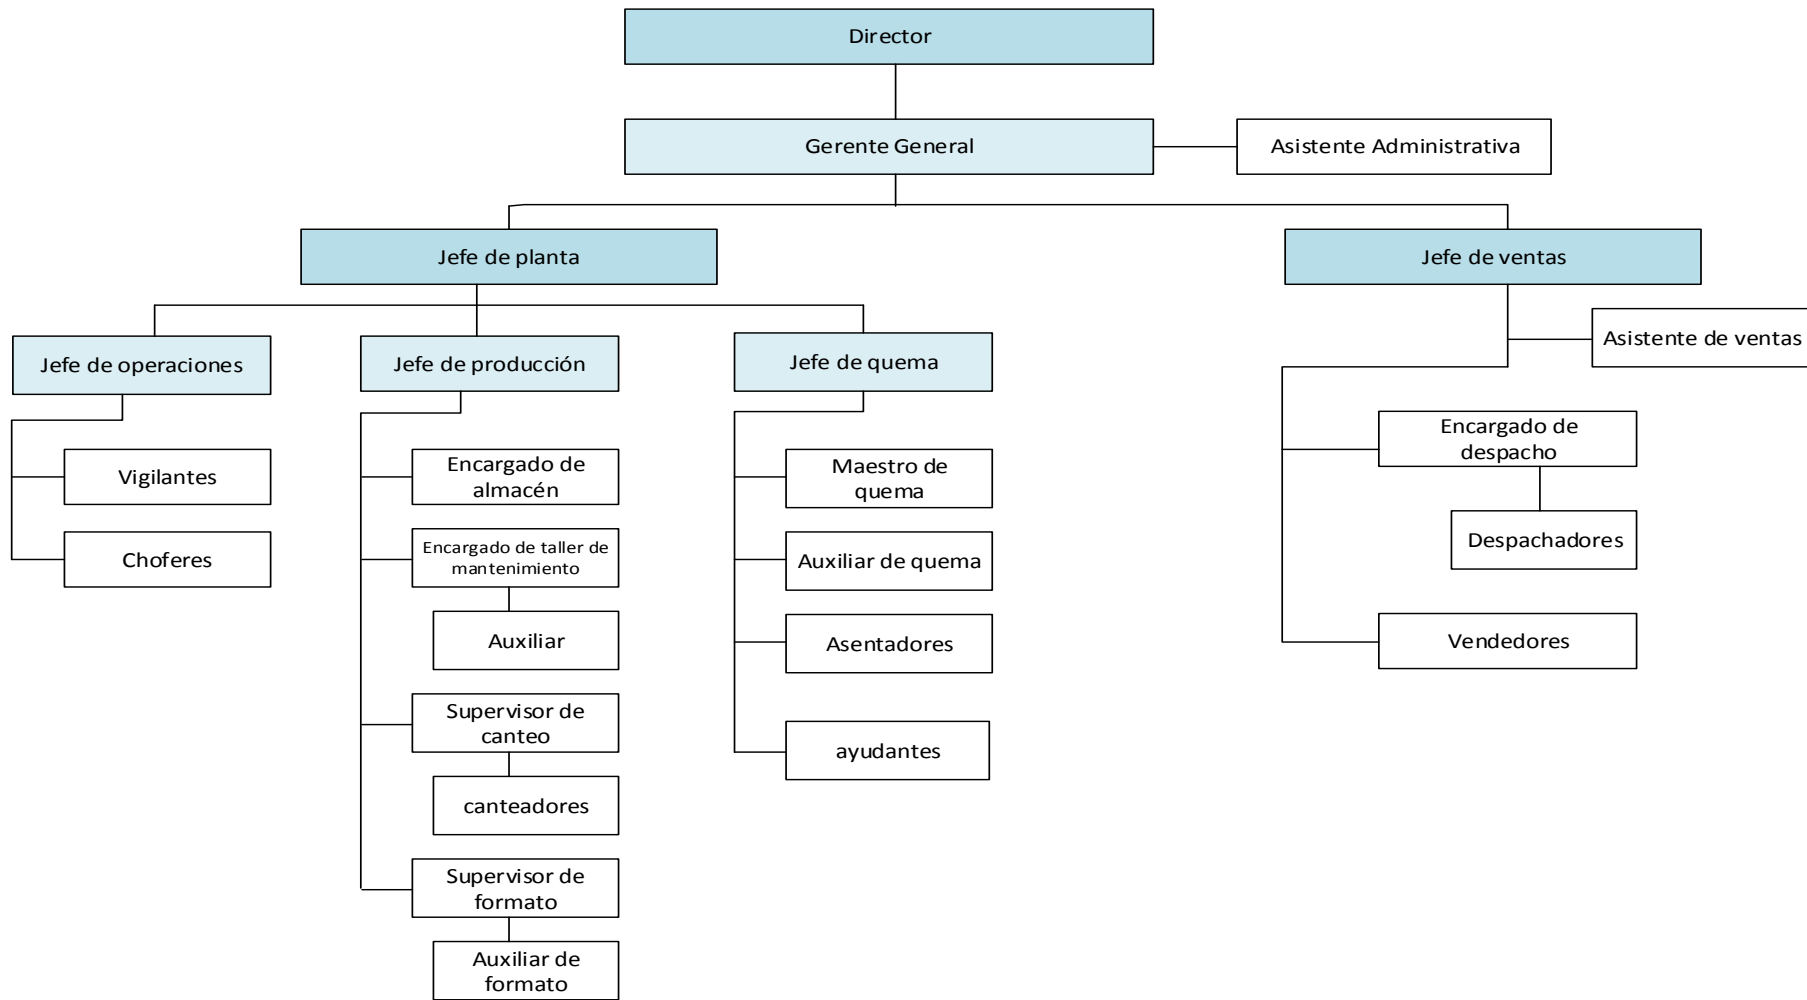 Director
Gerente General
Asistente Administrativa
Jefe de planta
Jefe de ventas
Asistente de ventas
Jefe de operaciones
Jefe de producción
Jefe de quema
Vigilantes
Choferes
Encargado de
almacén
Encargado de taller de
mantenimiento
Auxiliar
Supervisor de
canteo
canteadores
Supervisor de
formato
Auxiliar de
formato
Maestro de
quema
Auxiliar de quema
Asentadores
ayudantes
Encargado de
despacho
Despachadores
Vendedores